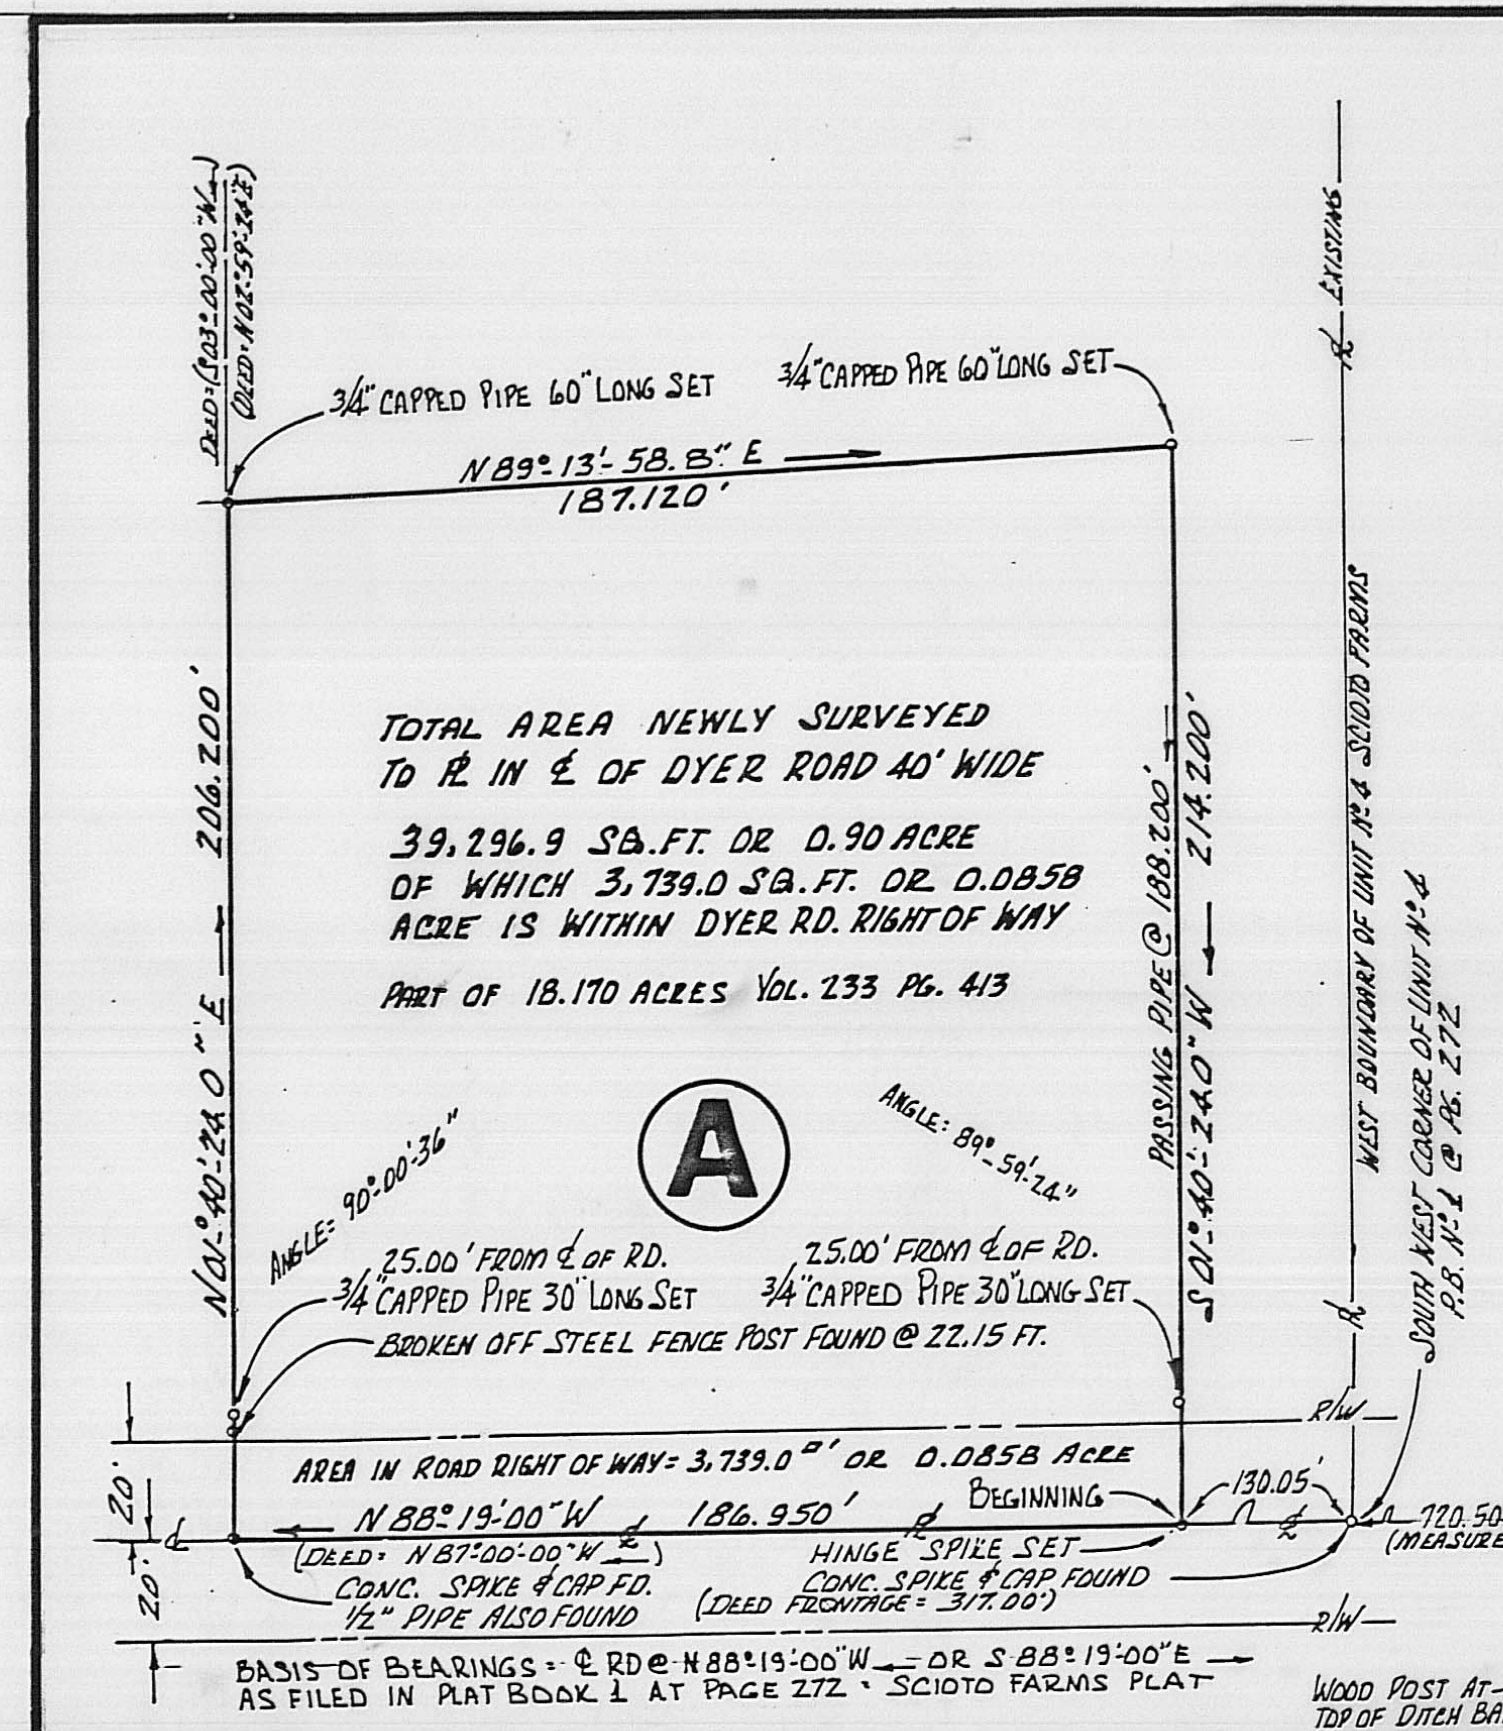 DEED: (S 03°-00'-00" W)
(DEED: N 02°-59'-24" E)
EXISTING
3/4" CAPPED PIPE 60" LONG SET
3/4" CAPPED PIPE 60" LONG SET
N 89°-13'-58.8" E
187.120'
206.200'
N 01°-40'-24.0" E
TOTAL AREA NEWLY SURVEYED
TO ⅊ IN ℄ OF DYER ROAD 40' WIDE
39,296.9 SQ.FT. OR 0.90 ACRE
OF WHICH 3,739.0 SQ.FT. OR 0.0858
ACRE IS WITHIN DYER RD. RIGHT OF WAY
PART OF 18.170 ACRES VOL. 233 PG. 413
PASSING PIPE @ 188.200'
S 01°-40'-24.0" W 214.200'
WEST BOUNDARY OF UNIT Nº 4 SCIOTO FARMS
SOUTH WEST CORNER OF UNIT Nº 4
P.B. Nº 1 @ PG. 272
A
ANGLE: 90°-00'-36"
ANGLE: 89°-59'-24"
25.00' FROM ℄ OF RD.
3/4" CAPPED PIPE 30" LONG SET
25.00' FROM ℄ OF RD.
3/4" CAPPED PIPE 30" LONG SET
BROKEN OFF STEEL FENCE POST FOUND @ 22.15 FT.
R/W
AREA IN ROAD RIGHT OF WAY = 3,739.0 □' OR 0.0858 ACRE
BEGINNING
130.05'
20'
N 88°-19'-00" W 186.950'
℄
720.50
(MEASURE
(DEED: N 87°-00'-00" W)
HINGE SPIKE SET
CONC. SPIKE & CAP FD.
CONC. SPIKE & CAP FOUND
1/2" PIPE ALSO FOUND
(DEED FRONTAGE = 317.00')
20'
R/W
BASIS OF BEARINGS = ℄ RD @ N 88°-19'-00" W OR S 88°-19'-00" E
AS FILED IN PLAT BOOK 1 AT PAGE 272 - SCIOTO FARMS PLAT
WOOD POST AT
TOP OF DITCH BA